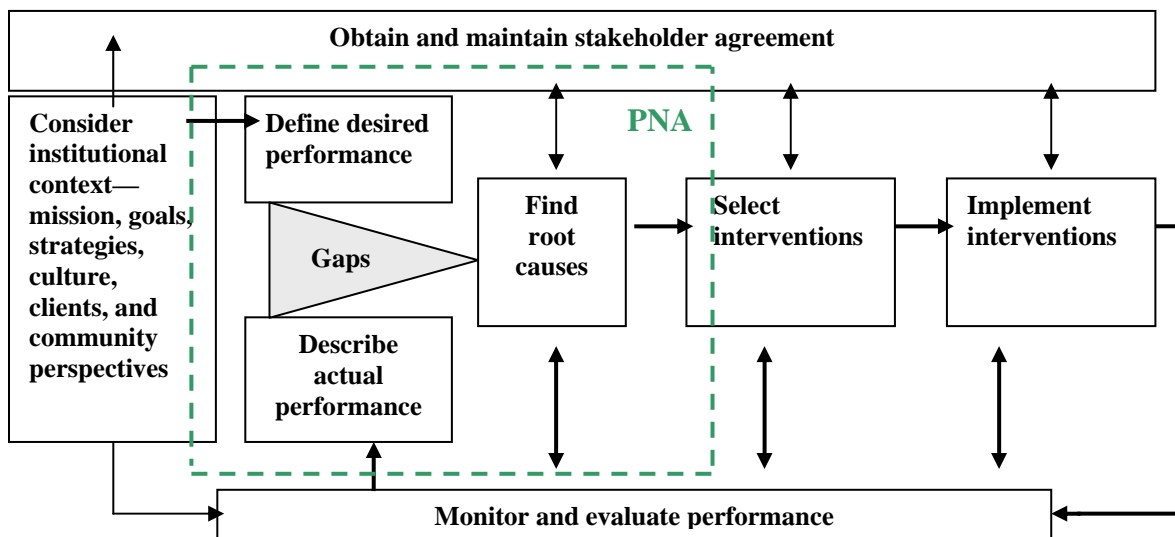 Obtain and maintain stakeholder agreement
Consider
institutional
context—
mission, goals,
strategies,
culture,
clients, and
community
perspectives
Define desired
performance
PNA
Gaps
Describe
actual
performance
Find
root
causes
Select
interventions
Implement
interventions
Monitor and evaluate performance